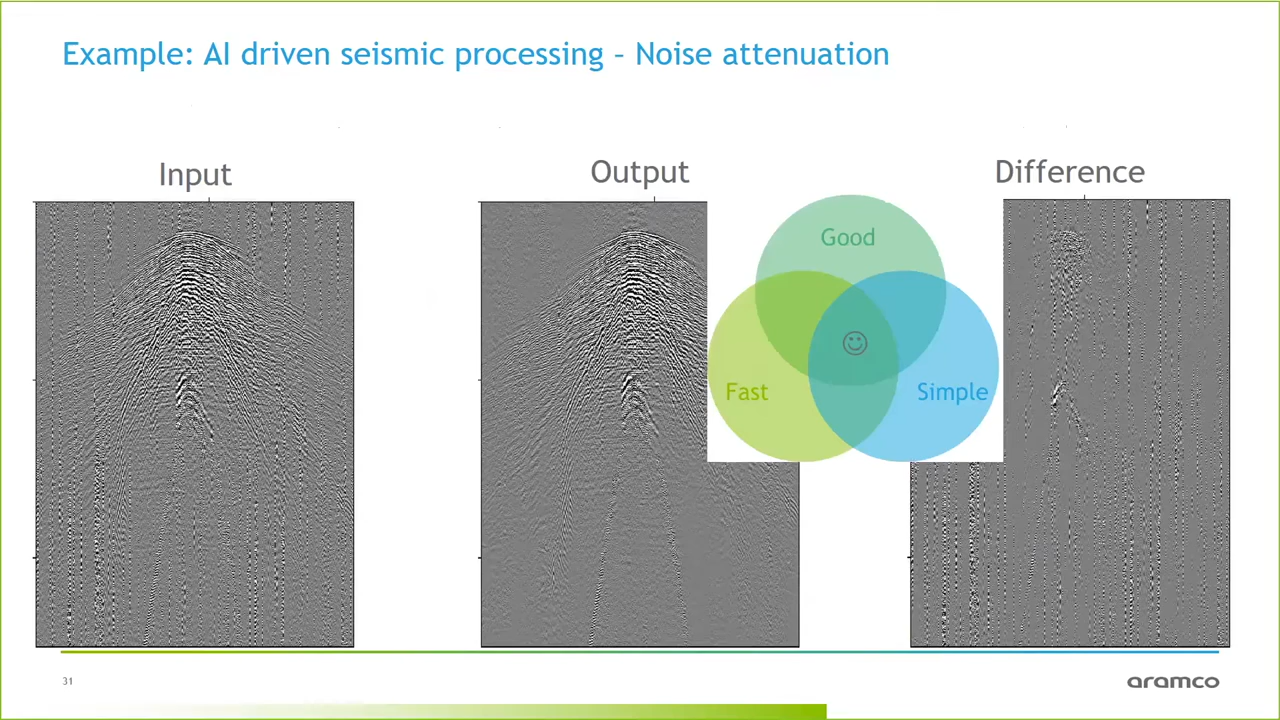 Example: AI driven seismic processing – Noise attenuation
Input
Output
Difference
Good
Fast
Simple
31
aramco